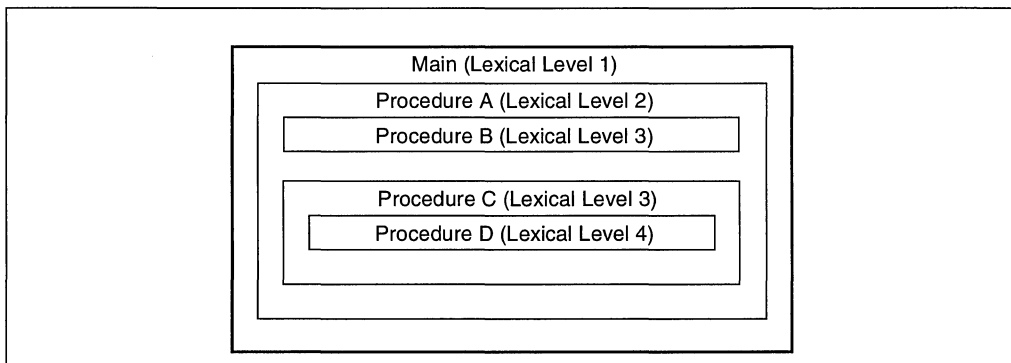 Main (Lexical Level 1)
Procedure A (Lexical Level 2)
Procedure B (Lexical Level 3)
Procedure C (Lexical Level 3)
Procedure D (Lexical Level 4)